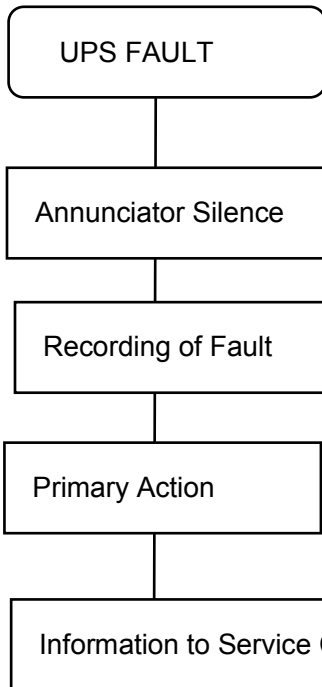 UPS FAULT
Annunciator Silence
Recording of Fault
Primary Action
Information to Service